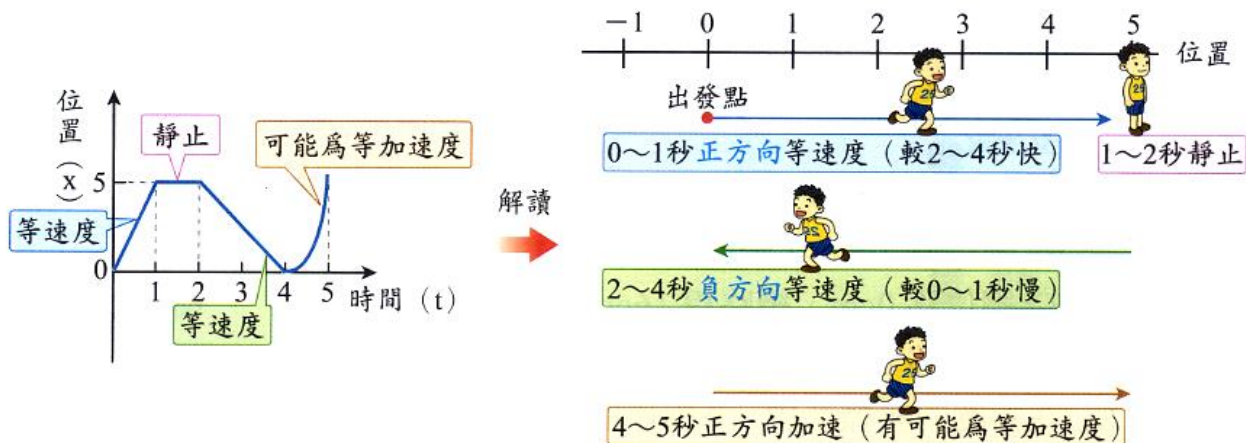 位置(x)
靜止
可能爲等加速度
5
等速度
0
1 2 3 4 5 時間(t)
等速度
解讀
-1 0 1 2 3 4 5 位置
出發點
0~1秒正方向等速度(較2~4秒快)
1~2秒靜止
2~4秒負方向等速度(較0~1秒慢)
4~5秒正方向加速(有可能爲等加速度)
25
25
25
25